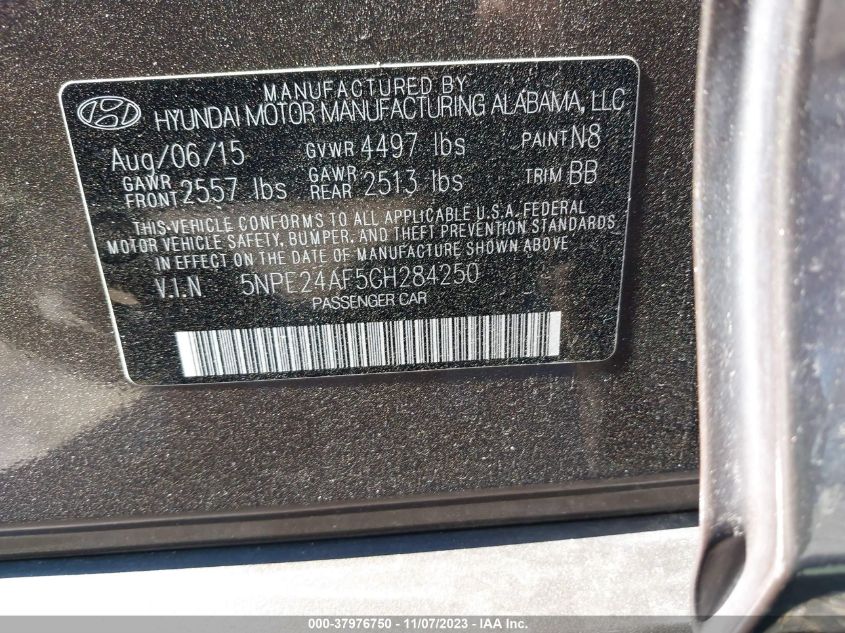 MANUFACTURED BY
HYUNDAI MOTOR MANUFACTURING ALABAMA, LLC
Aug/06/15 GVWR 4497 lbs PAINT N8
GAWR FRONT 2557 lbs GAWR REAR 2513 lbs TRIM BB
THIS VEHICLE CONFORMS TO ALL APPLICABLE U.S.A. FEDERAL
MOTOR VEHICLE SAFETY, BUMPER, AND THEFT PREVENTION STANDARDS
IN EFFECT ON THE DATE OF MANUFACTURE SHOWN ABOVE.
V.I.N 5NPE24AF5GH284250
PASSENGER CAR
000-37976750 — 11/07/2023 — IAA Inc.